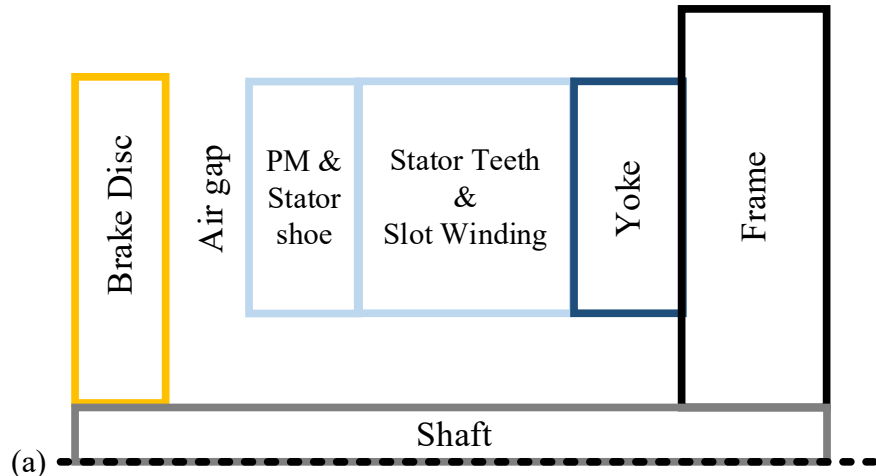 Brake Disc
Air gap
PM &
Stator
shoe
Stator Teeth
&
Slot Winding
Yoke
Frame
Shaft
(a)